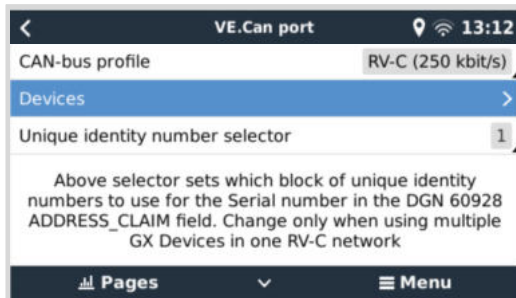 VE.Can port 13:12
CAN-bus profile RV-C (250 kbit/s)
Devices
Unique identity number selector 1
Above selector sets which block of unique identity
numbers to use for the Serial number in the DGN 60928
ADDRESS_CLAIM field. Change only when using multiple
GX Devices in one RV-C network
Pages Menu